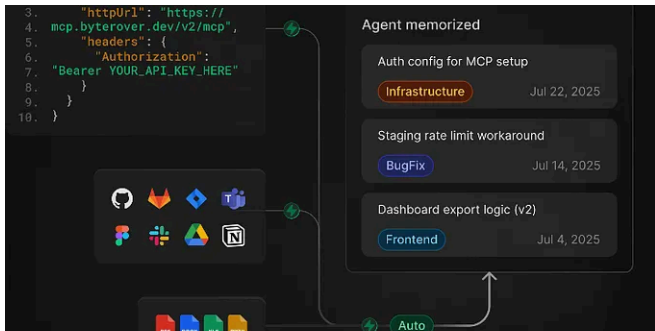 3. "httpUrl": "https://
4. mcp.byterover.dev/v2/mcp",
5. "headers": {
6. "Authorization":
7. "Bearer YOUR_API_KEY_HERE"
8. }
9. }
10. }
Agent memorized
Auth config for MCP setup
Infrastructure Jul 22, 2025
Staging rate limit workaround
BugFix Jul 14, 2025
Dashboard export logic (v2)
Frontend Jul 4, 2025
Auto